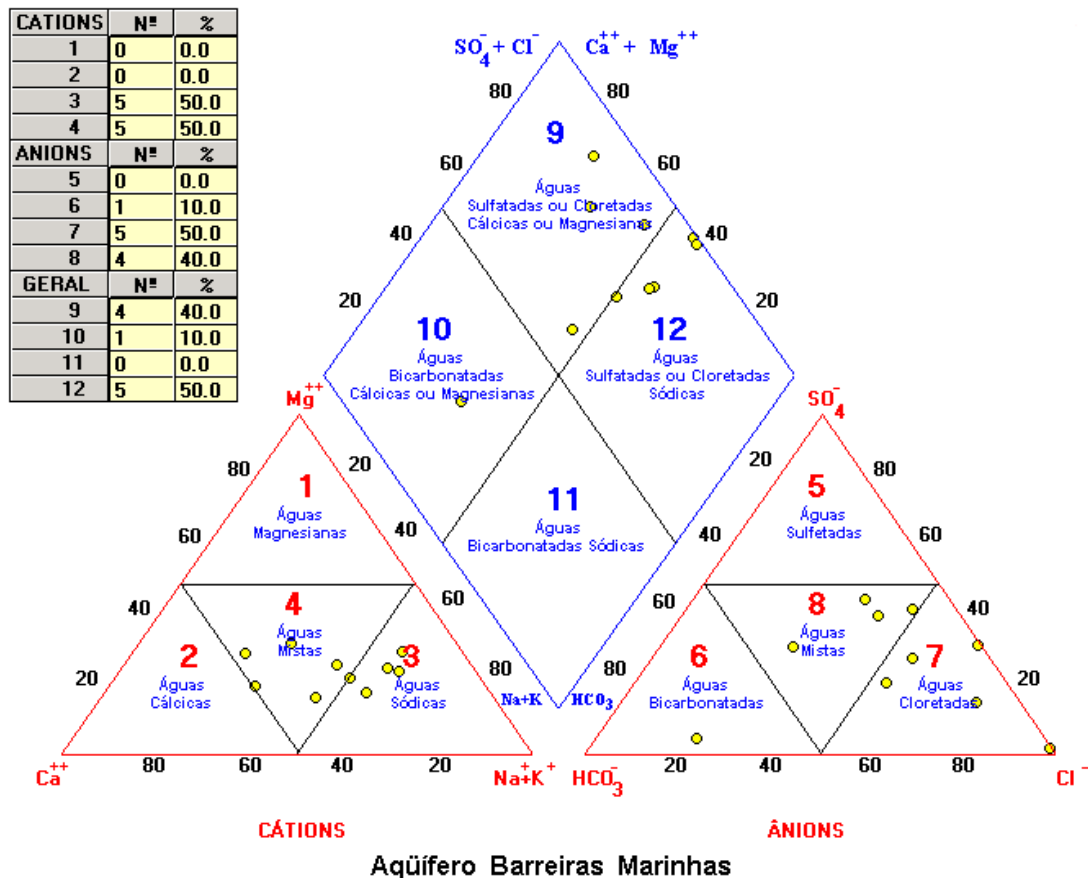 CATIONS Nº %
1 0 0.0
2 0 0.0
3 5 50.0
4 5 50.0
ANIONS Nº %
5 0 0.0
6 1 10.0
7 5 50.0
8 4 40.0
GERAL Nº %
9 4 40.0
10 1 10.0
11 0 0.0
12 5 50.0
SO4⁻ + Cl⁻ Ca⁺⁺ + Mg⁺⁺
80 80
9
60 60
Águas
Sulfatadas ou Cloretadas
Cálcicas ou Magnesianas
40 40
20 20
10
Águas
Bicarbonatadas
Cálcicas ou Magnesianas
12
Águas
Sulfatadas ou Cloretadas
Sódicas
11
Águas
Bicarbonatadas Sódicas
Na+K HCO3
Mg⁺⁺
80 20
1
Águas
Magnesianas
60 40
40 60
4
Águas
Mistas
20 80
2
Águas
Cálcicas
3
Águas
Sódicas
Ca⁺⁺ 80 60 40 20 Na⁺+K⁺
CÁTIONS
SO4⁻
20 80
5
Águas
Sulfetadas
40 60
60 40
8
Águas
Mistas
80 20
6
Águas
Bicarbonatadas
7
Águas
Cloretadas
HCO3⁻ 20 40 60 80 Cl⁻
ÂNIONS
Aqüífero Barreiras Marinhas